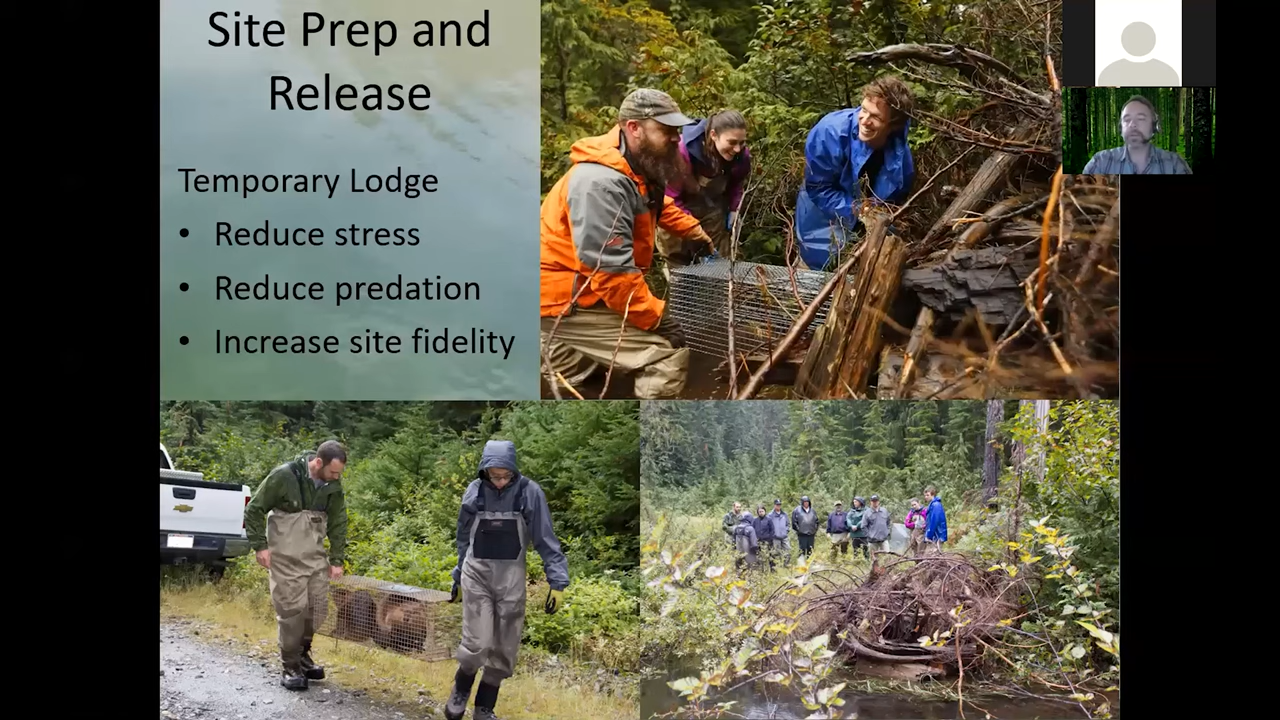 Site Prep and
Release
Temporary Lodge
• Reduce stress
• Reduce predation
• Increase site fidelity